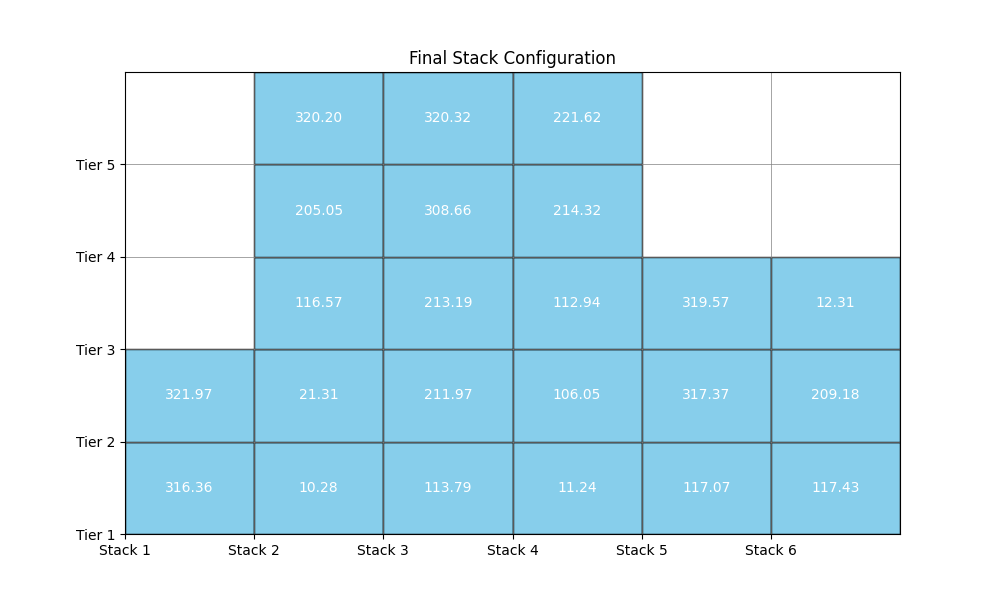 Final Stack Configuration
320.20 320.32 221.62
Tier 5
205.05 308.66 214.32
Tier 4
116.57 213.19 112.94 319.57 12.31
Tier 3
321.97 21.31 211.97 106.05 317.37 209.18
Tier 2
316.36 10.28 113.79 11.24 117.07 117.43
Tier 1
Stack 1 Stack 2 Stack 3 Stack 4 Stack 5 Stack 6